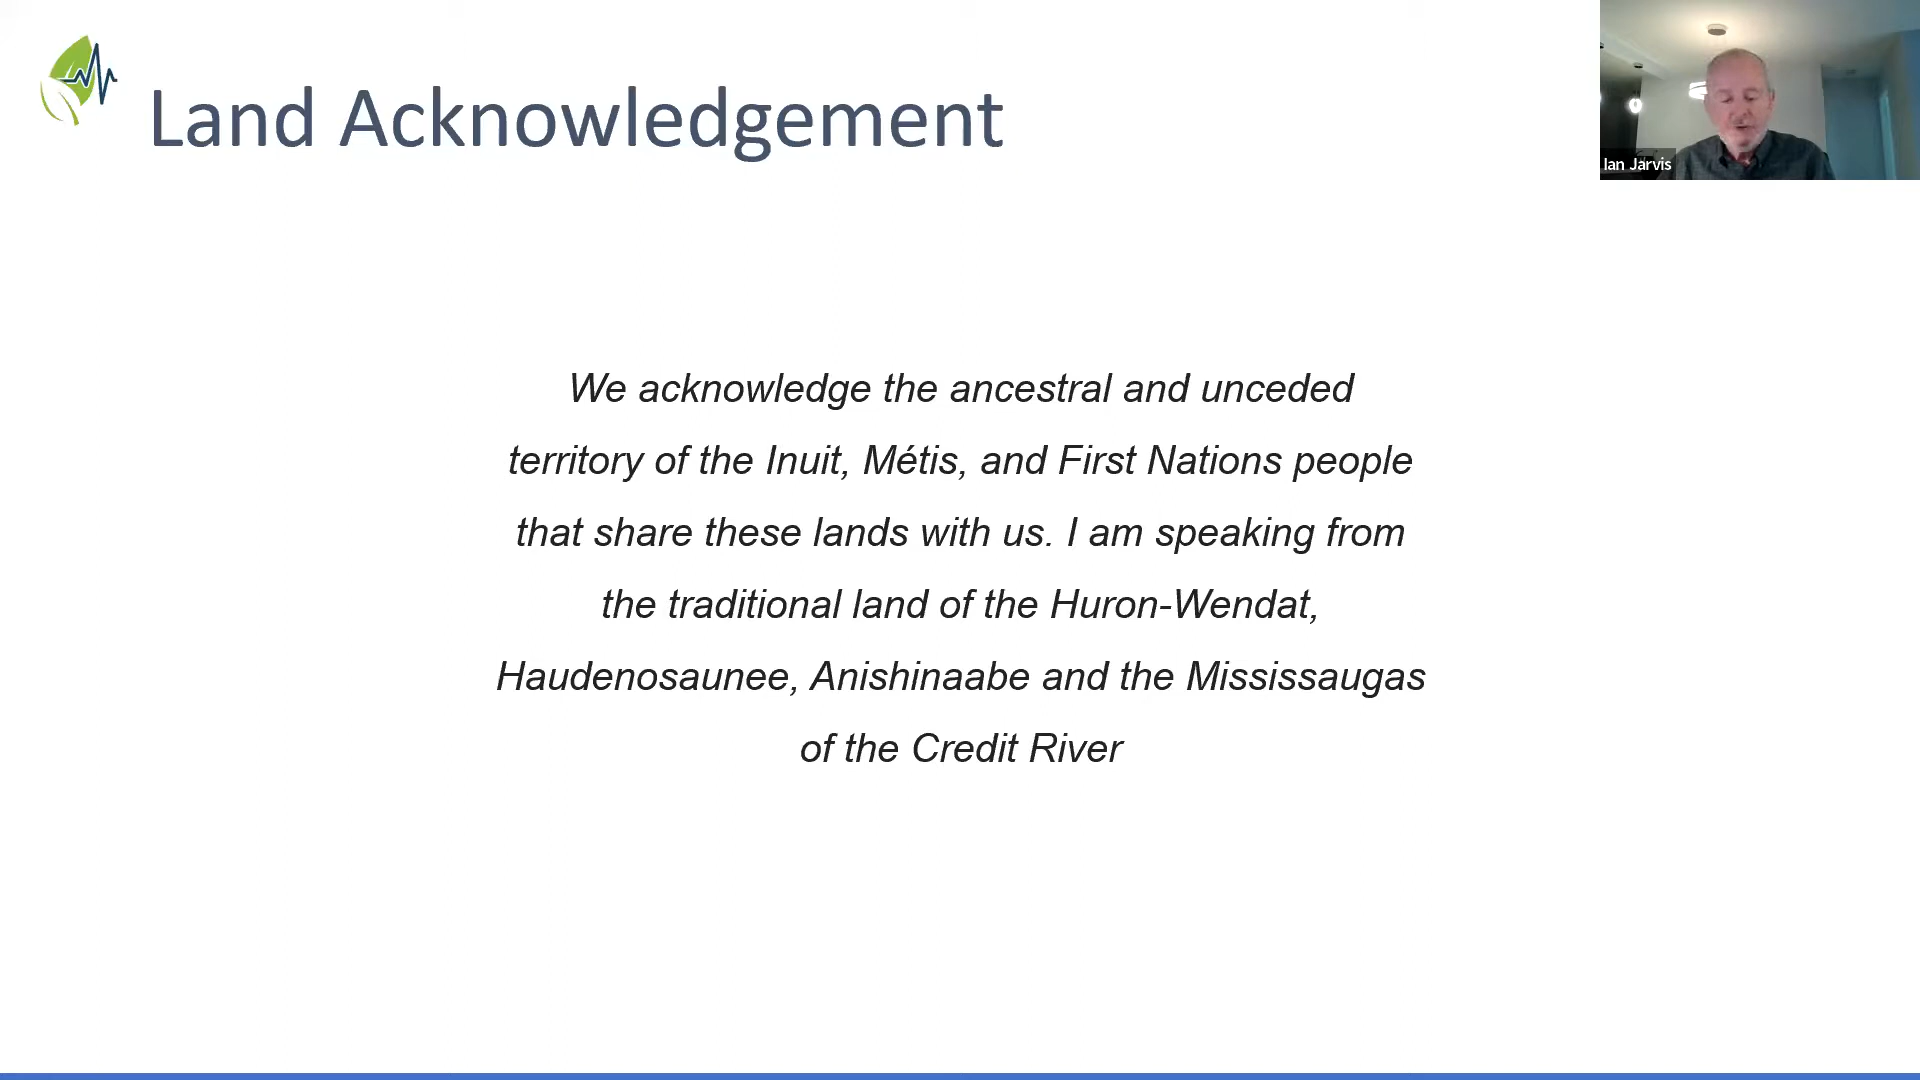 Land Acknowledgement
Ian Jarvis
We acknowledge the ancestral and unceded
territory of the Inuit, Métis, and First Nations people
that share these lands with us. I am speaking from
the traditional land of the Huron-Wendat,
Haudenosaunee, Anishinaabe and the Mississaugas
of the Credit River